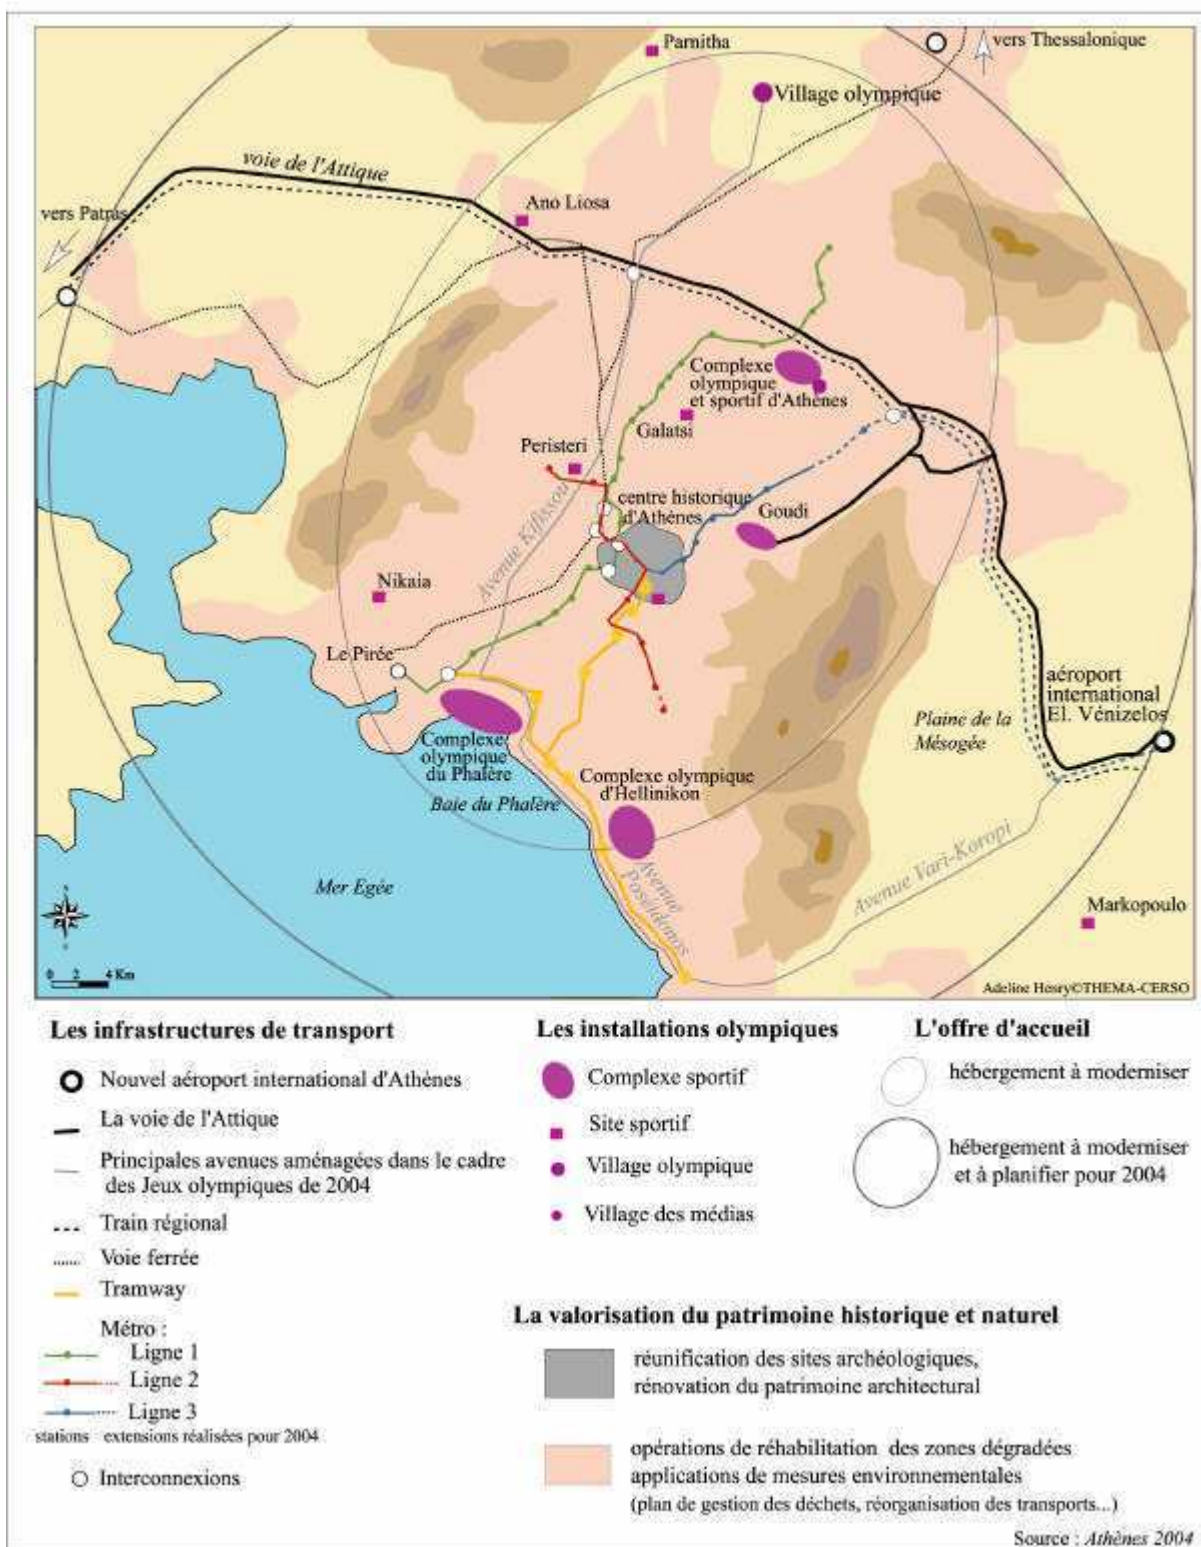 Parnitha
vers Thessalonique
Village olympique
voie de l'Attique
Ano Liosa
vers Patras
Complexe
olympique
et sportif d'Athènes
Galatsi
Peristeri
centre historique
d'Athènes
Goudi
Avenue Kifissou
Nikaia
Le Pirée
aéroport
international
El. Vénizelos
Plaine de la
Mésogée
Complexe
olympique
du Phalère
Complexe olympique
d'Hellinikon
Baie du Phalère
Avenue Vari-Koropi
Avenue
Poséidonos
Mer Egée
Markopoulo
0 2 4 Km
Adeline Henry©THEMA-CERSO
Les infrastructures de transport
Nouvel aéroport international d'Athènes
La voie de l'Attique
Principales avenues aménagées dans le cadre
des Jeux olympiques de 2004
Train régional
Voie ferrée
Tramway
Métro :
Ligne 1
Ligne 2
Ligne 3
stations extensions réalisées pour 2004
Interconnexions
Les installations olympiques
Complexe sportif
Site sportif
Village olympique
Village des médias
L'offre d'accueil
hébergement à moderniser
hébergement à moderniser
et à planifier pour 2004
La valorisation du patrimoine historique et naturel
réunification des sites archéologiques,
rénovation du patrimoine architectural
opérations de réhabilitation des zones dégradées
applications de mesures environnementales
(plan de gestion des déchets, réorganisation des transports...)
Source : Athènes 2004